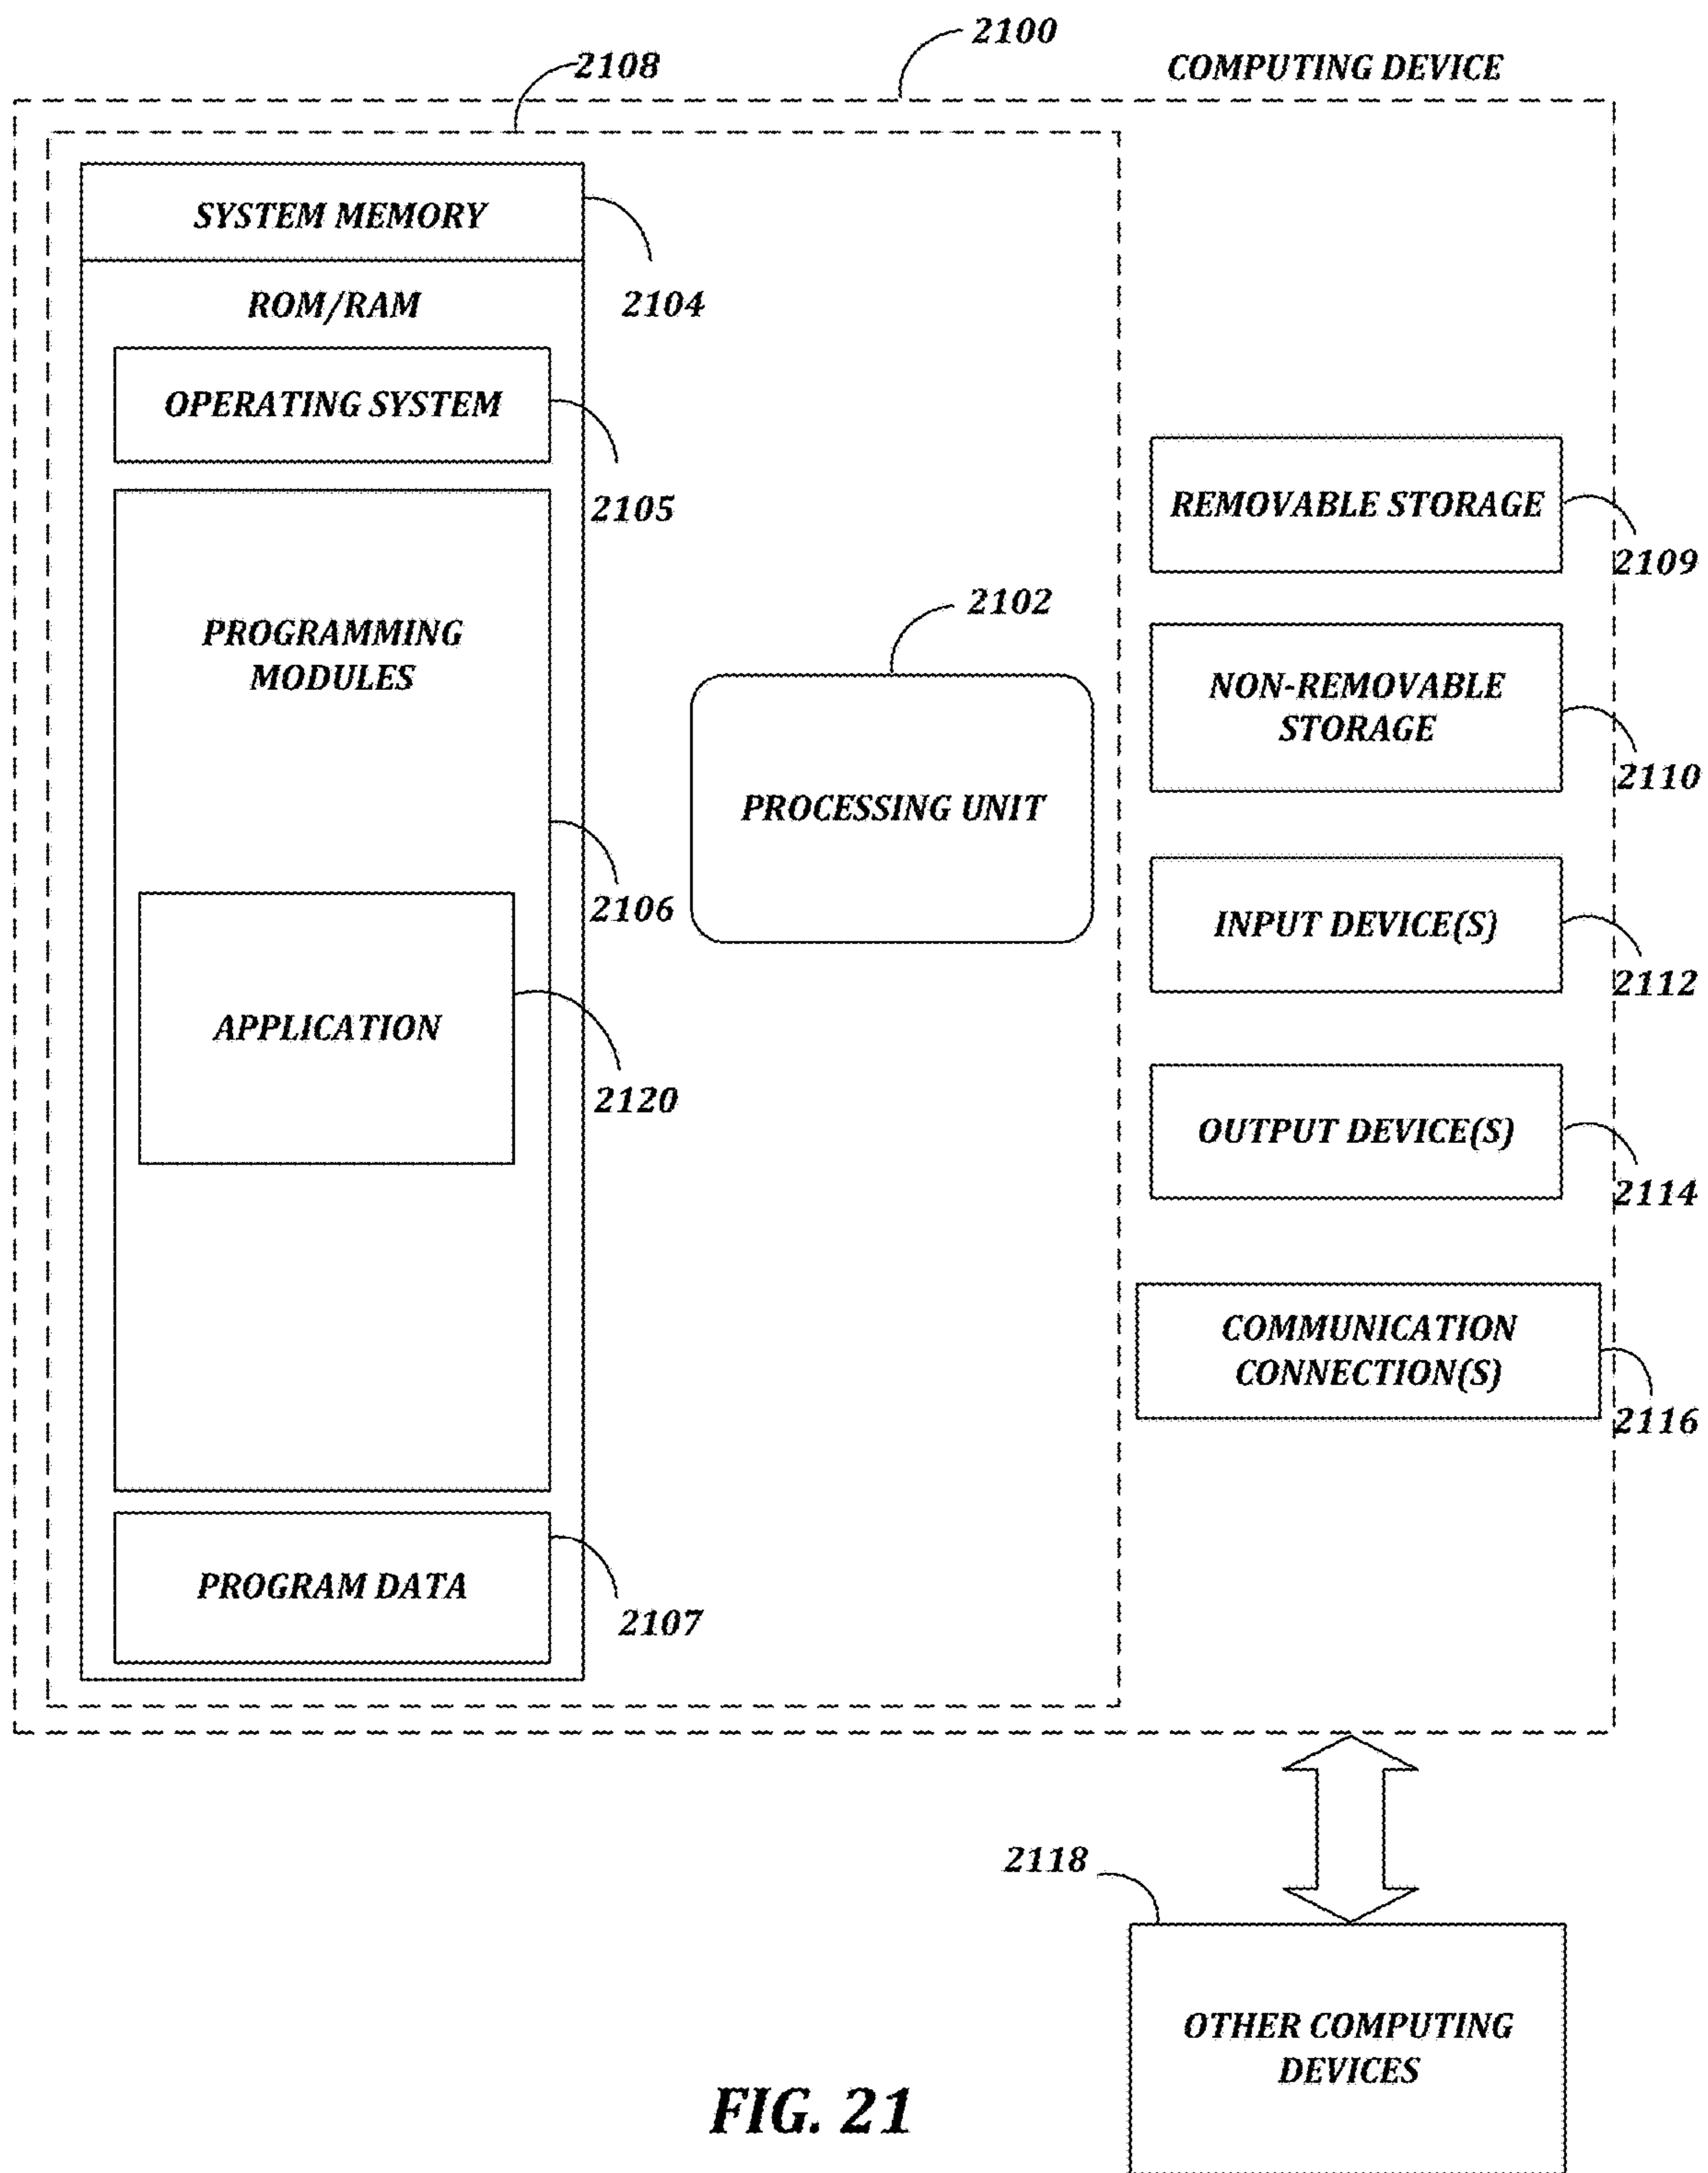 2100
COMPUTING DEVICE
2108
SYSTEM MEMORY
2104
ROM/RAM
OPERATING SYSTEM
2105
PROGRAMMING
MODULES
2106
APPLICATION
2120
PROGRAM DATA
2107
2102
PROCESSING UNIT
REMOVABLE STORAGE
2109
NON-REMOVABLE
STORAGE
2110
INPUT DEVICE(S)
2112
OUTPUT DEVICE(S)
2114
COMMUNICATION
CONNECTION(S)
2116
2118
OTHER COMPUTING
DEVICES
FIG. 21